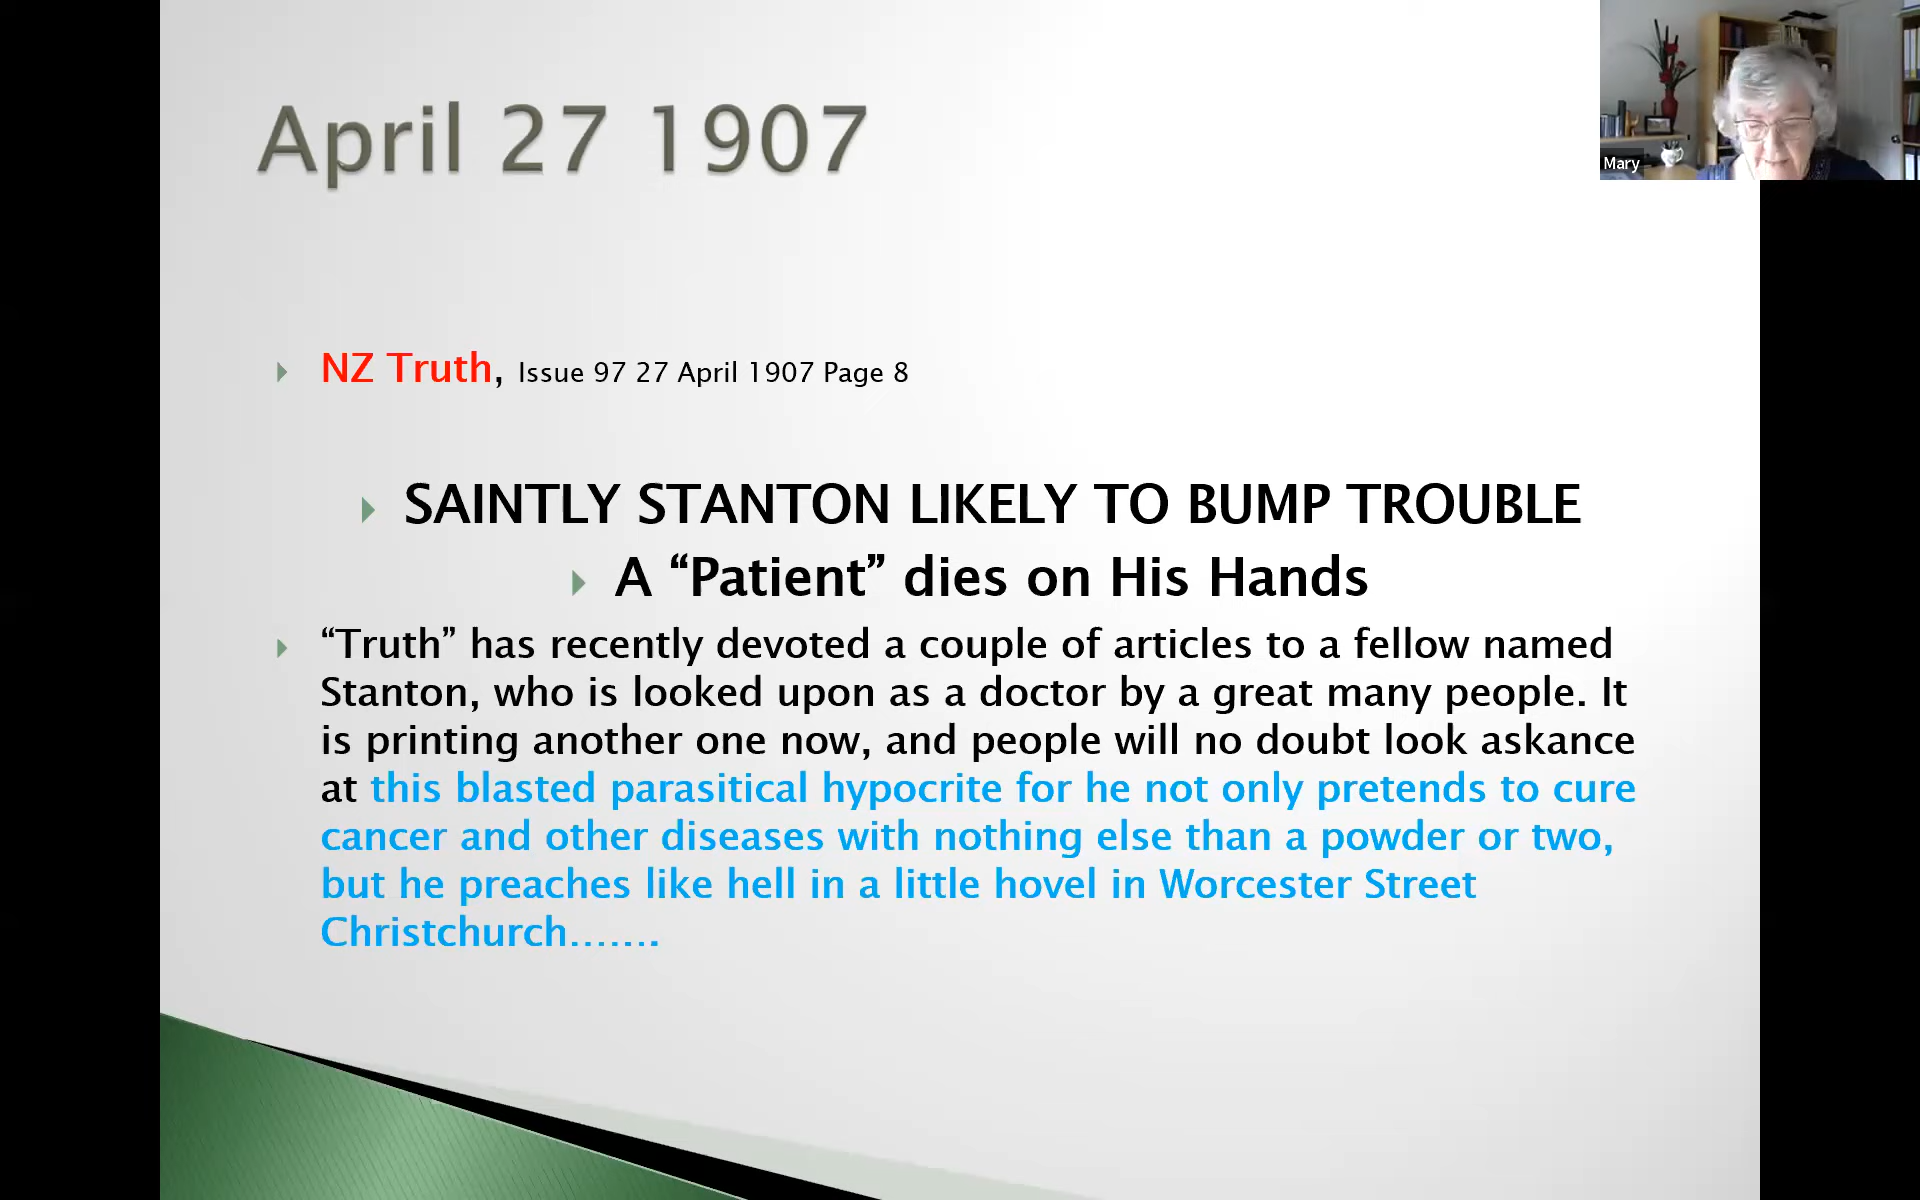 April 27 1907
Mary
NZ Truth, Issue 97 27 April 1907 Page 8
SAINTLY STANTON LIKELY TO BUMP TROUBLE
A “Patient” dies on His Hands
“Truth” has recently devoted a couple of articles to a fellow named
Stanton, who is looked upon as a doctor by a great many people. It
is printing another one now, and people will no doubt look askance
at this blasted parasitical hypocrite for he not only pretends to cure
cancer and other diseases with nothing else than a powder or two,
but he preaches like hell in a little hovel in Worcester Street
Christchurch.......